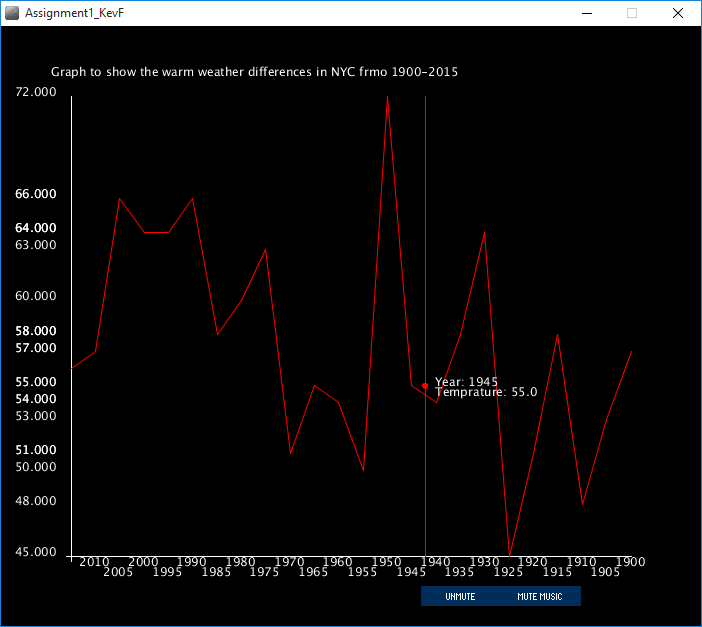 Assignment1_KevF
Graph to show the warm weather differences in NYC frmo 1900-2015
72.000
66.000
64.000
63.000
60.000
58.000
57.000
55.000
54.000
53.000
51.000
50.000
48.000
45.000
Year: 1945
Temprature: 55.0
2010 2000 1990 1980 1970 1960 1950 1940 1930 1920 1910 1900
2005 1995 1985 1975 1965 1955 1945 1935 1925 1915 1905
UNMUTE MUTE MUSIC